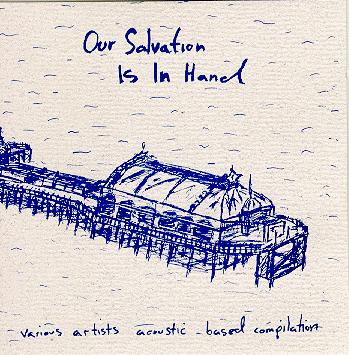 Our Salvation
Is In Hand
various artists acoustic - based compilation